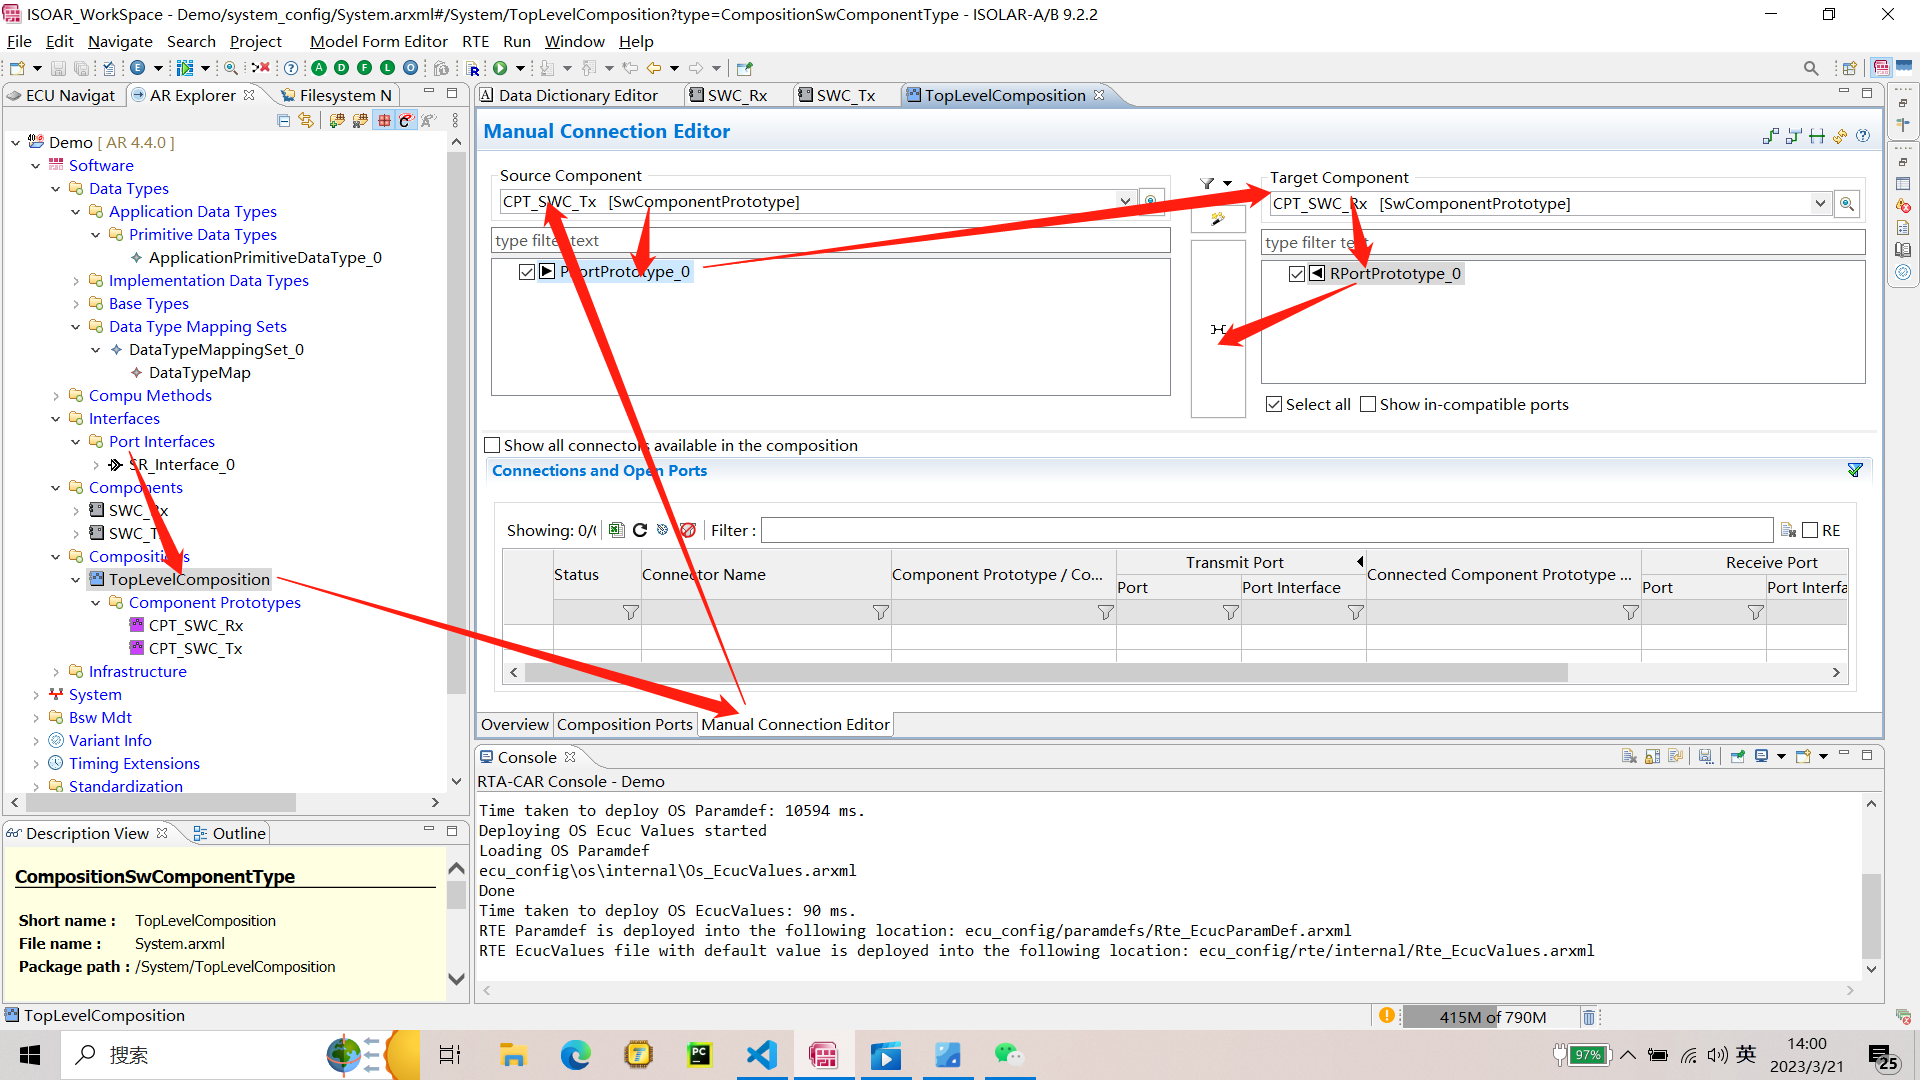 ISOAR_WorkSpace - Demo/system_config/System.arxml#/System/TopLevelComposition?type=CompositionSwComponentType - ISOLAR-A/B 9.2.2
File Edit Navigate Search Project Model Form Editor RTE Run Window Help
ECU Navigat AR Explorer Filesystem N
Data Dictionary Editor SWC_Rx SWC_Tx TopLevelComposition
Manual Connection Editor
Demo [ AR 4.4.0 ]
Software
Data Types
Application Data Types
Primitive Data Types
ApplicationPrimitiveDataType_0
Implementation Data Types
Base Types
Data Type Mapping Sets
DataTypeMappingSet_0
DataTypeMap
Compu Methods
Interfaces
Port Interfaces
SR_Interface_0
Components
SWC_Rx
SWC_T
Compositions
TopLevelComposition
Component Prototypes
CPT_SWC_Rx
CPT_SWC_Tx
Infrastructure
System
Bsw Mdt
Variant Info
Timing Extensions
Standardization
Source Component
CPT_SWC_Tx [SwComponentPrototype]
type filter text
PPortPrototype_0
Target Component
CPT_SWC_Rx [SwComponentPrototype]
type filter text
RPortPrototype_0
Select all Show in-compatible ports
Show all connectors available in the composition
Connections and Open Ports
Showing: 0/( Filter : RE
Status Connector Name Component Prototype / Co... Transmit Port Connected Component Prototype ... Receive Port
Port Port Interface Port Port Interfa
Overview Composition Ports Manual Connection Editor
Console
RTA-CAR Console - Demo
Time taken to deploy OS Paramdef: 10594 ms.
Deploying OS Ecuc Values started
Loading OS Paramdef
ecu_config\os\internal\Os_EcucValues.arxml
Done
Time taken to deploy OS EcucValues: 90 ms.
RTE Paramdef is deployed into the following location: ecu_config/paramdefs/Rte_EcucParamDef.arxml
RTE EcucValues file with default value is deployed into the following location: ecu_config/rte/internal/Rte_EcucValues.arxml
Description View Outline
CompositionSwComponentType
Short name : TopLevelComposition
File name : System.arxml
Package path : /System/TopLevelComposition
TopLevelComposition
415M of 790M
搜索
97%
英
14:00
2023/3/21
25